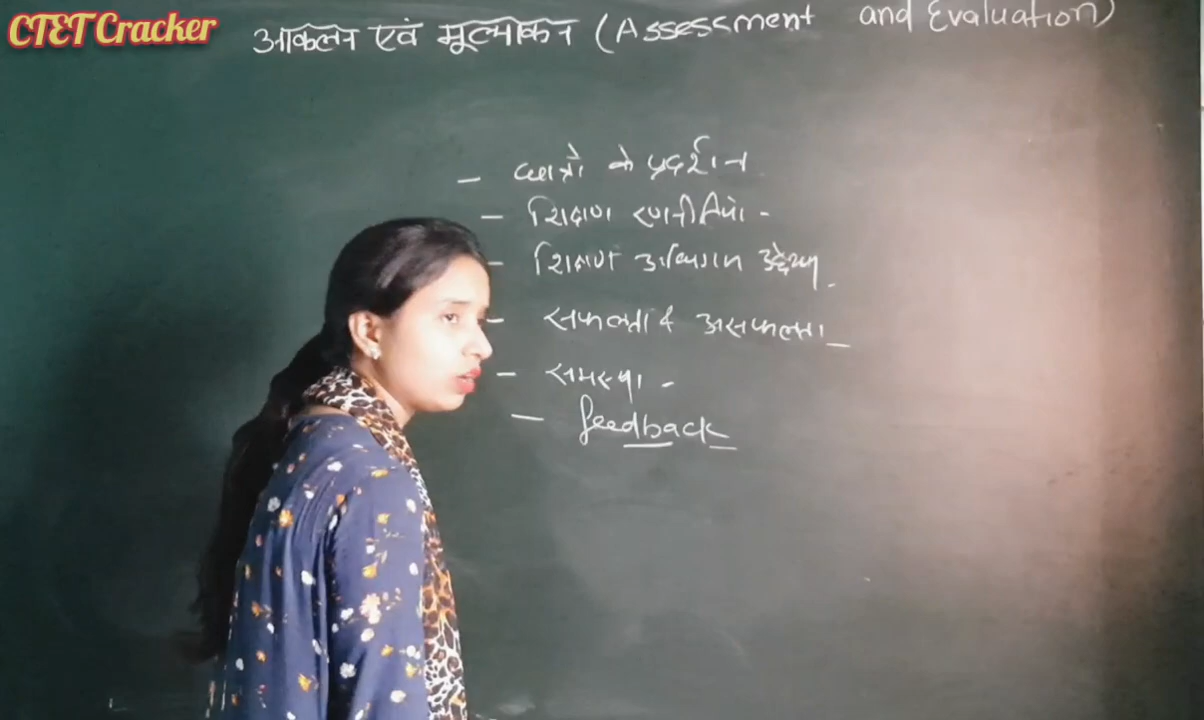 CTET Cracker
आकलन एवं मूल्यांकन (Assessment and Evaluation)
- छात्रों के प्रदर्शन
- शिक्षण रणनीतियों -
- शिक्षण अधिगम उद्देश्य
- सफलता व असफलता
- समस्या -
- feedback